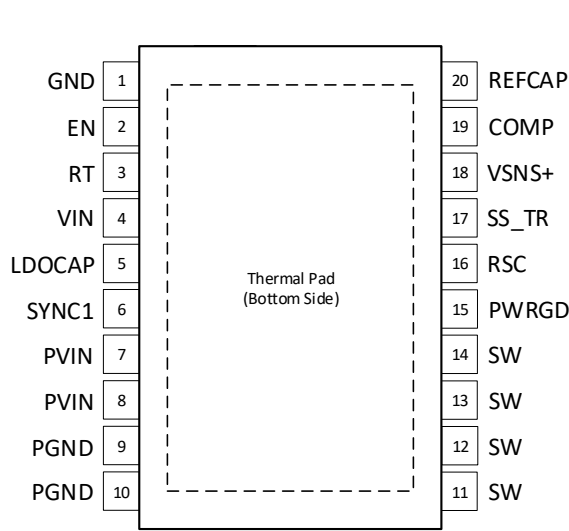 GND 1 20 REFCAP
EN 2 19 COMP
RT 3 18 VSNS+
VIN 4 17 SS_TR
LDOCAP 5 16 RSC
Thermal Pad
(Bottom Side)
SYNC1 6 15 PWRGD
PVIN 7 14 SW
PVIN 8 13 SW
PGND 9 12 SW
PGND 10 11 SW